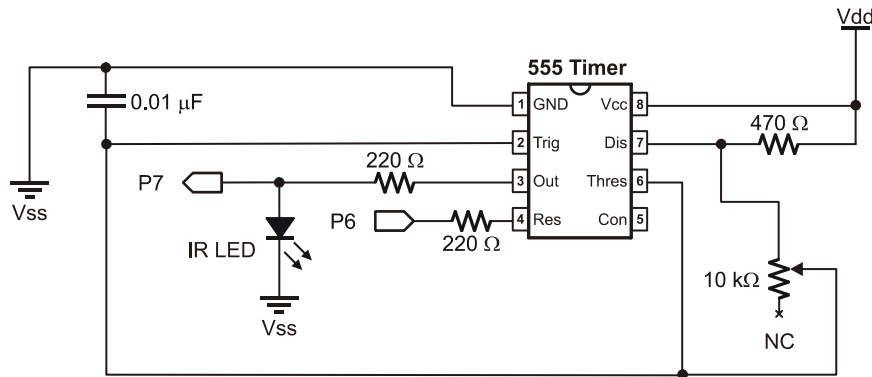 Vdd
555 Timer
0.01 μF
1 GND Vcc 8
470 Ω
2 Trig Dis 7
220 Ω
P7
3 Out Thres 6
Vss
P6
4 Res Con 5
220 Ω
IR LED
10 kΩ
Vss
NC